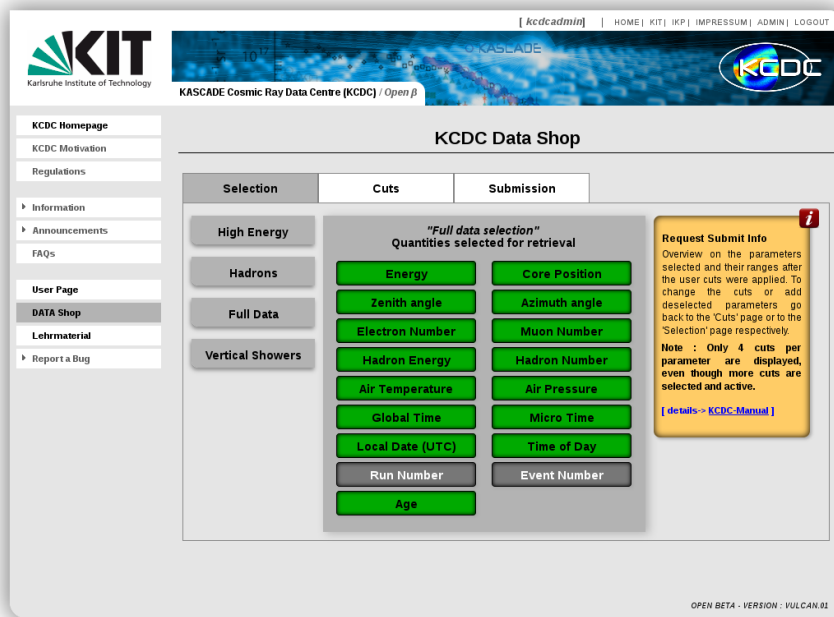 [ kcdcadmin] | HOME | KIT | IKP | IMPRESSUM | ADMIN | LOGOUT
KIT
Karlsruhe Institute of Technology
KASCADE
KCDC
KASCADE Cosmic Ray Data Centre (KCDC) / Open β
KCDC Homepage
KCDC Motivation
Regulations
Information
Announcements
FAQs
User Page
DATA Shop
Lehrmaterial
Report a Bug
KCDC Data Shop
Selection
Cuts
Submission
High Energy
Hadrons
Full Data
Vertical Showers
"Full data selection"
Quantities selected for retrieval
Energy
Core Position
Zenith angle
Azimuth angle
Electron Number
Muon Number
Hadron Energy
Hadron Number
Air Temperature
Air Pressure
Global Time
Micro Time
Local Date (UTC)
Time of Day
Run Number
Event Number
Age
i
Request Submit Info
Overview on the parameters
selected and their ranges after
the user cuts were applied. To
change the cuts or add
deselected parameters go
back to the 'Cuts' page or to the
'Selection' page respectively.
Note : Only 4 cuts per
parameter are displayed,
even though more cuts are
selected and active.
[ details-> KCDC-Manual ]
OPEN BETA - VERSION : VULCAN.01